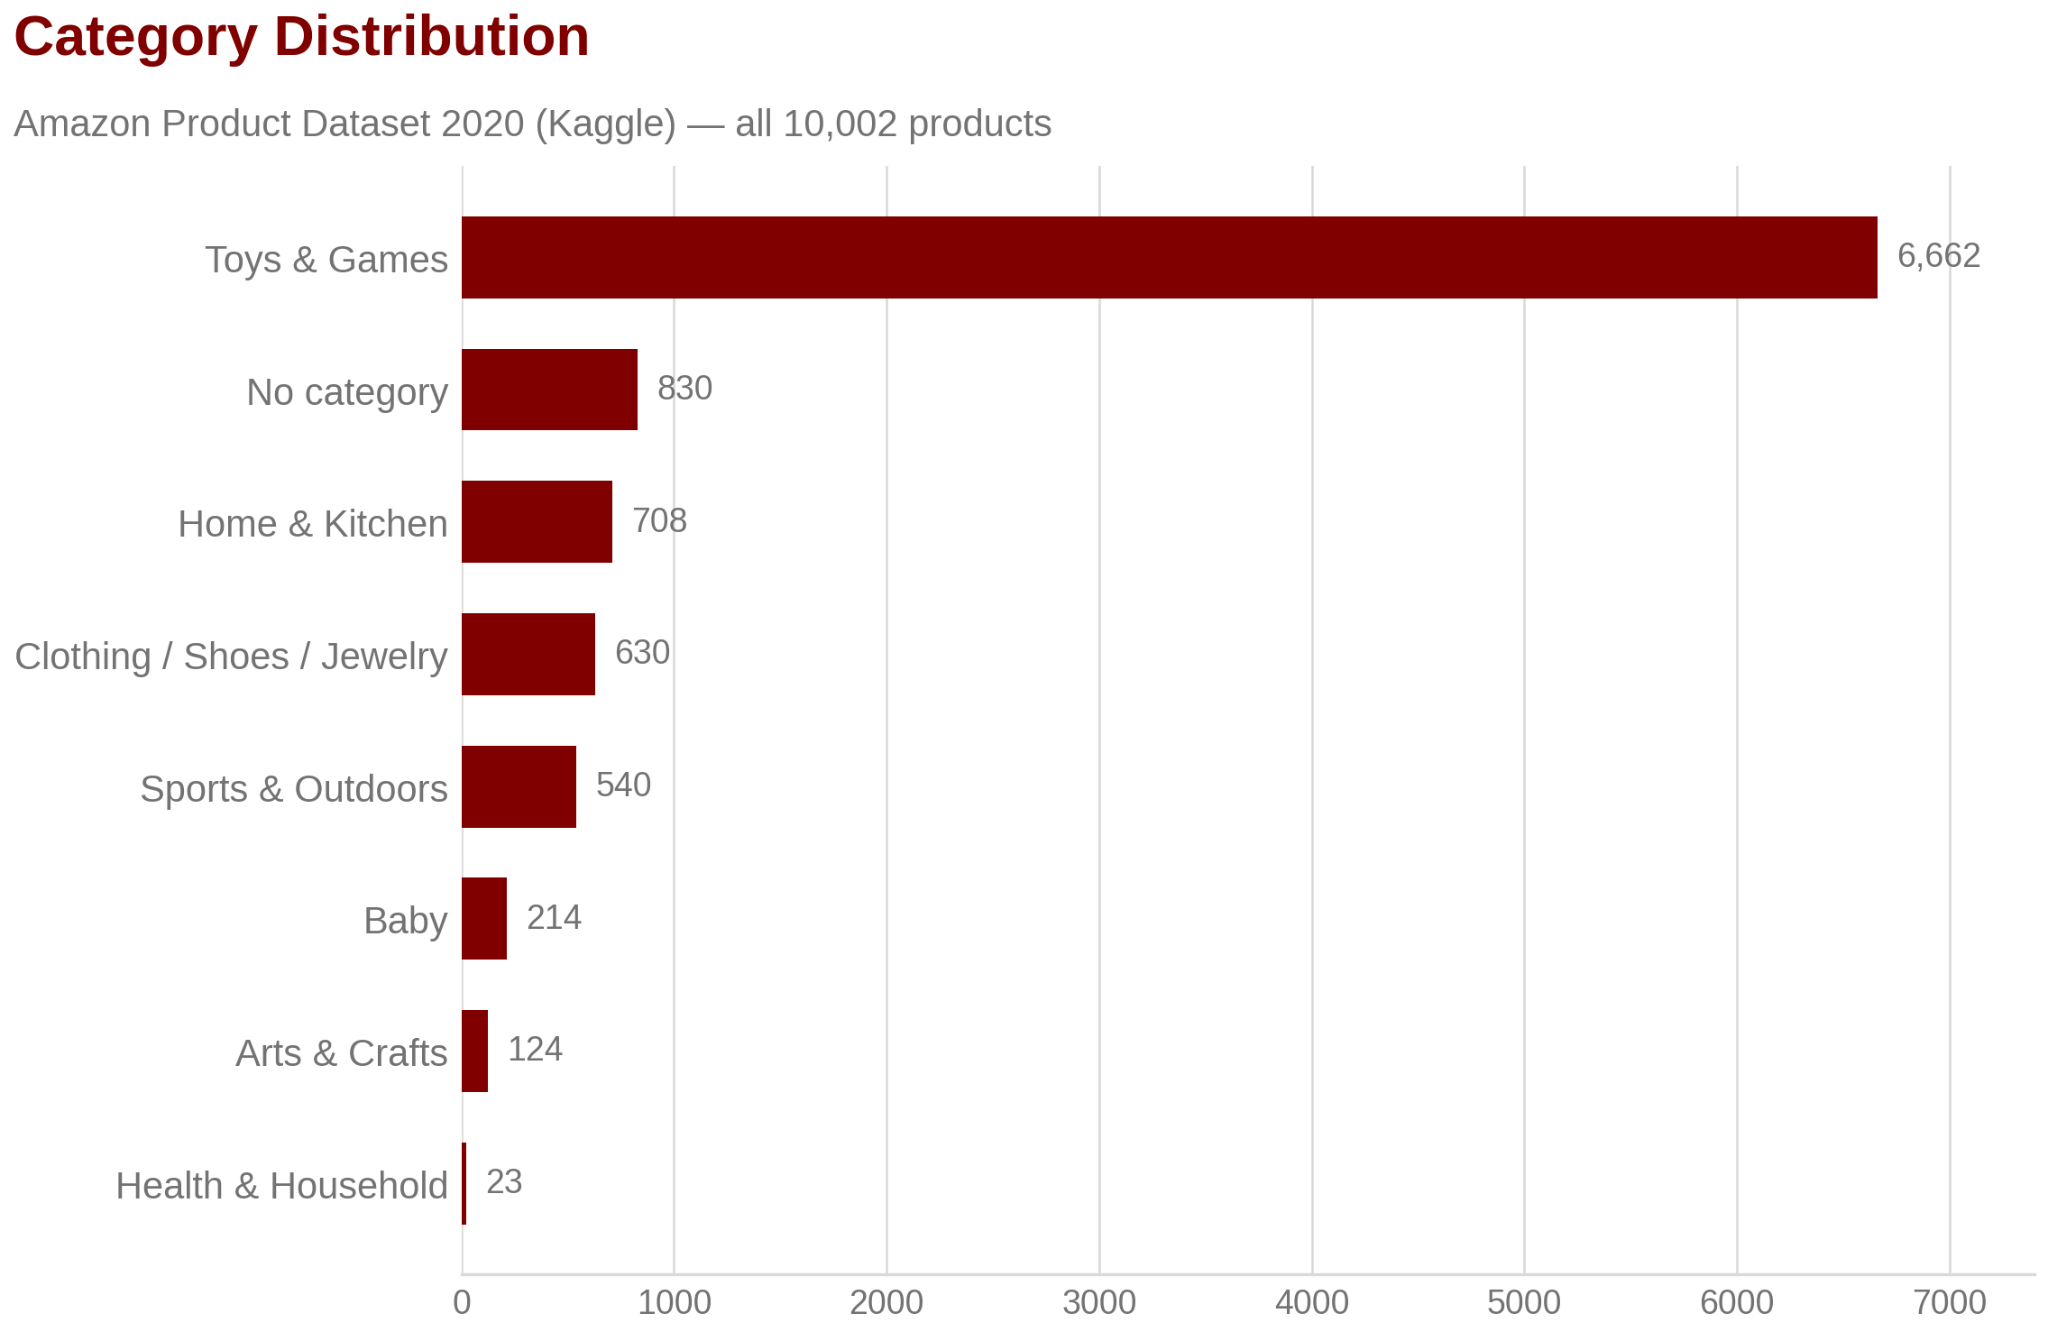 Category Distribution
Amazon Product Dataset 2020 (Kaggle) — all 10,002 products
Toys & Games 6,662
No category 830
Home & Kitchen 708
Clothing / Shoes / Jewelry 630
Sports & Outdoors 540
Baby 214
Arts & Crafts 124
Health & Household 23
0 1000 2000 3000 4000 5000 6000 7000